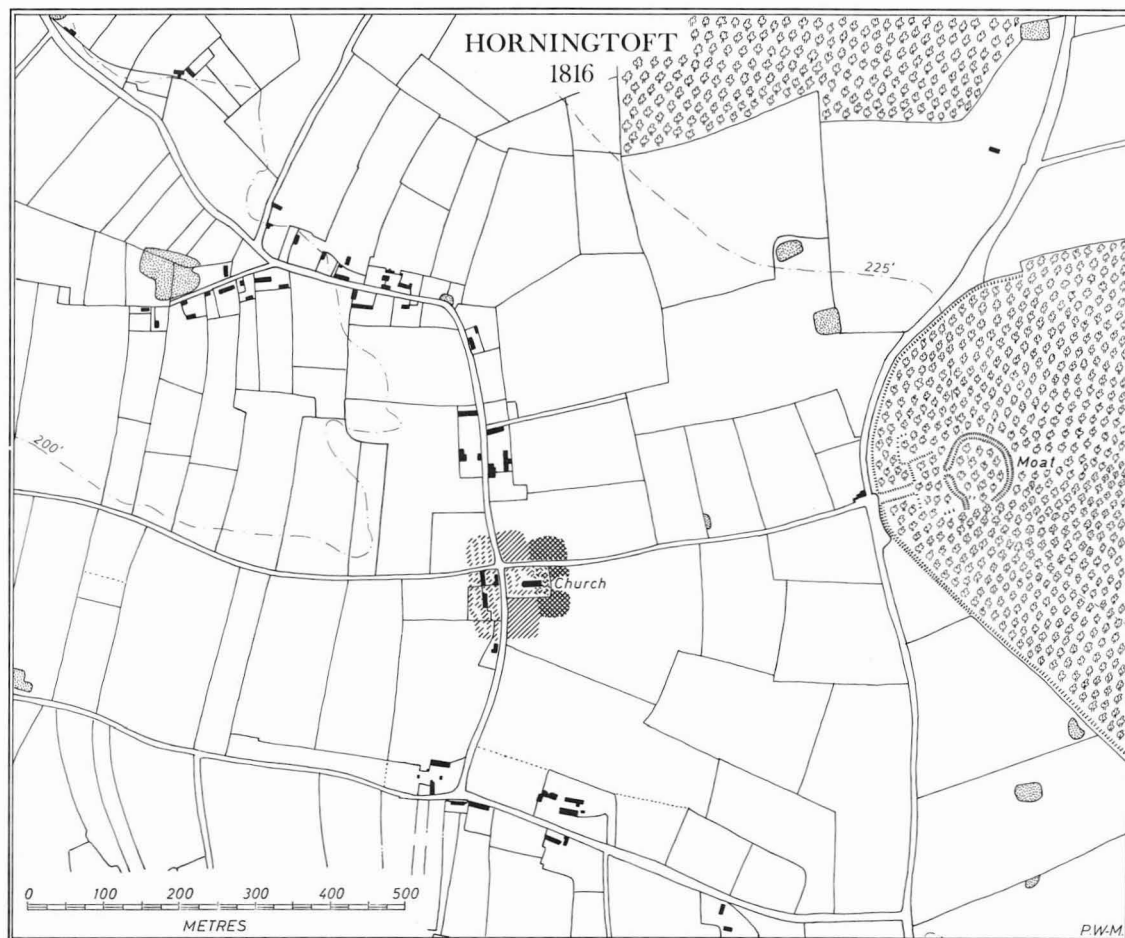 HORNINGTOFT
1816
225'
Moat
200'
Church
0 100 200 300 400 500
METRES
P.W-M.